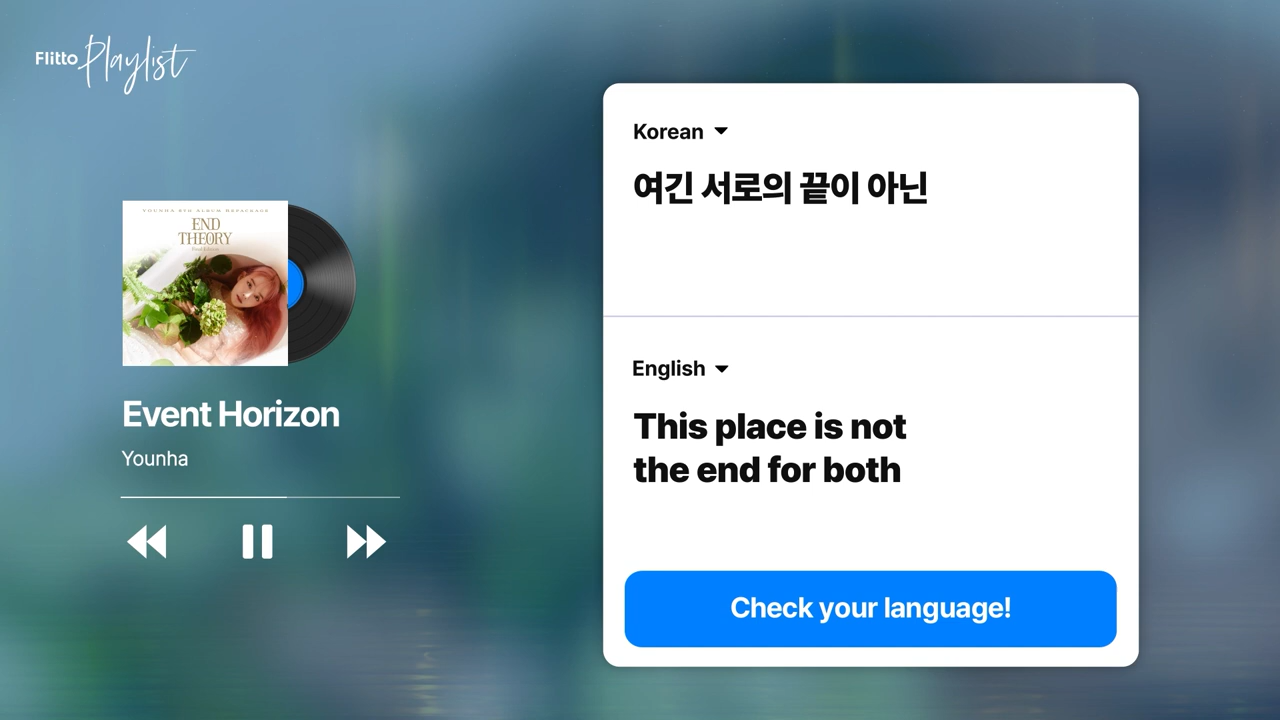 Flitto Playlist
YOUNHA 6TH ALBUM REPACKAGE
END
THEORY
Event Horizon
Younha
Korean
여긴 서로의 끝이 아닌
English
This place is not
the end for both
Check your language!